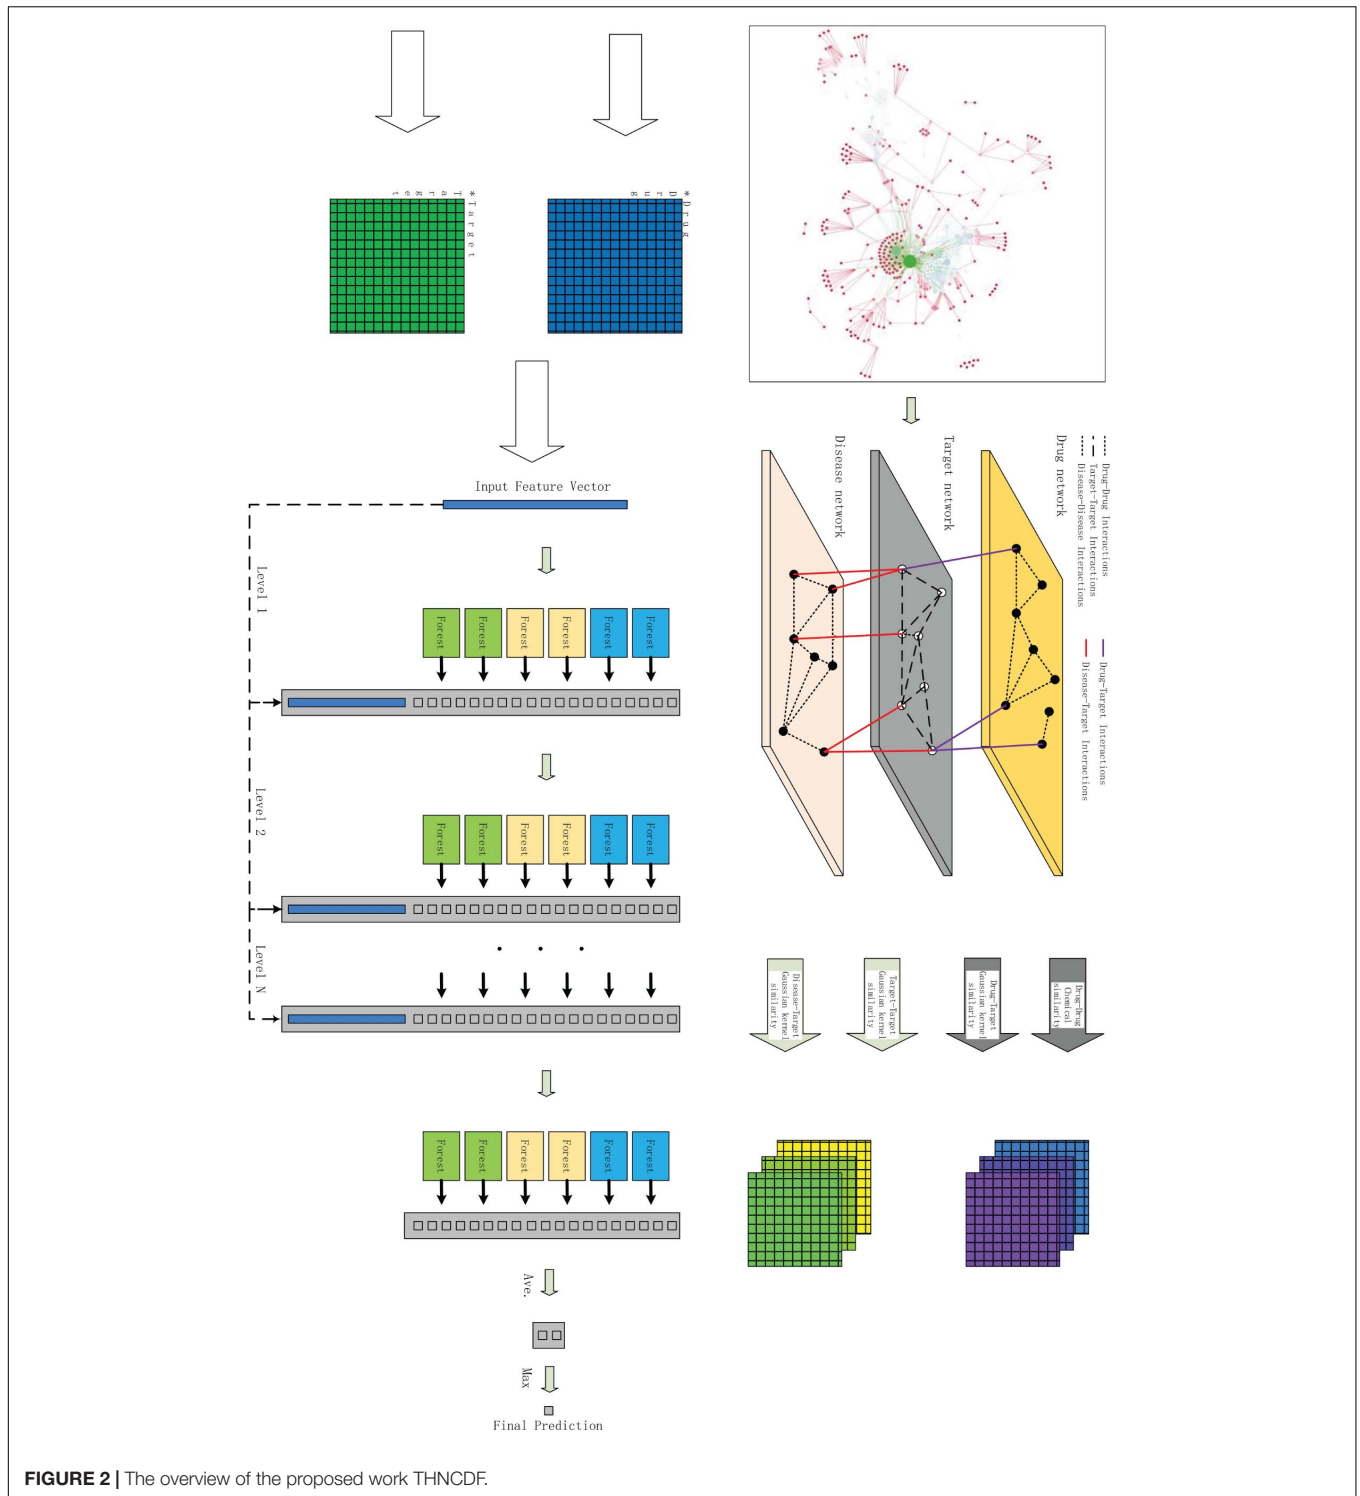 *Target
Target
*Drug
Drug
Drug-Drug Interactions
Target-Target Interactions
Disease-Disease Interactions
Drug-Target Interactions
Disease-Target Interactions
Drug network
Target network
Disease network
Input Feature Vector
Level 1
Forest
Forest
Forest
Forest
Forest
Forest
Level 2
Forest
Forest
Forest
Forest
Forest
Forest
. . .
Level N
Drug-Drug
Chemical
similarity
Drug-Target
Gaussian kernel
similarity
Target-Target
Gaussian kernel
similarity
Disease-Target
Gaussian kernel
similarity
Forest
Forest
Forest
Forest
Forest
Forest
Ave.
Max
Final Prediction
FIGURE 2 | The overview of the proposed work THNCDF.